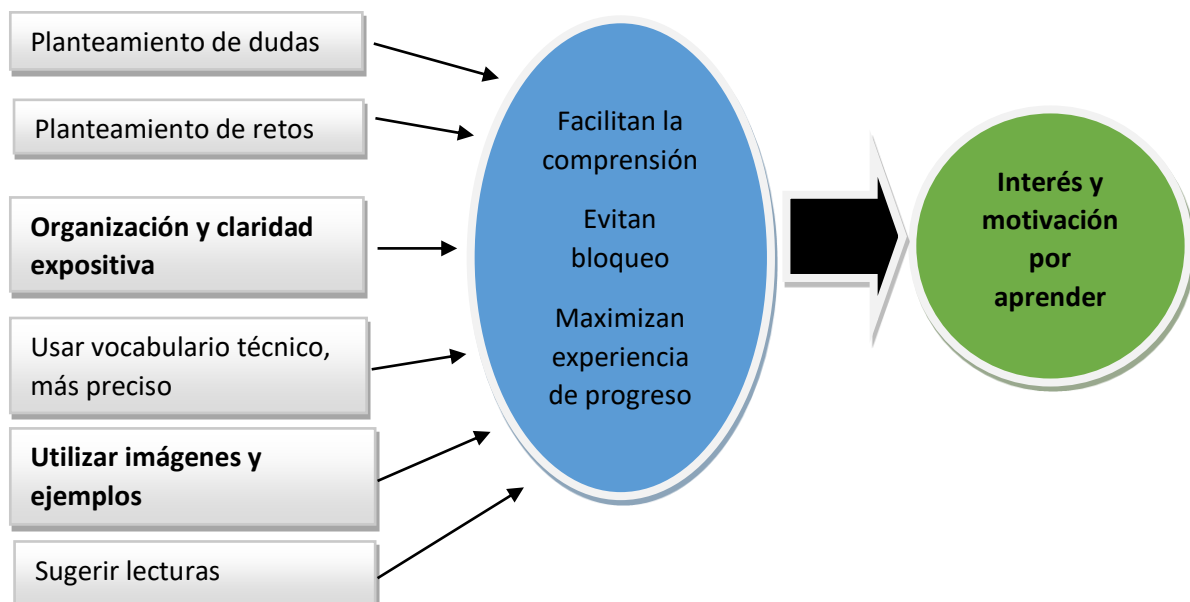 Planteamiento de dudas
Planteamiento de retos
Organización y claridad
expositiva
Usar vocabulario técnico,
más preciso
Utilizar imágenes y
ejemplos
Sugerir lecturas
Facilitan la
comprensión
Evitan
bloqueo
Maximizan
experiencia
de progreso
Interés y
motivación
por
aprender